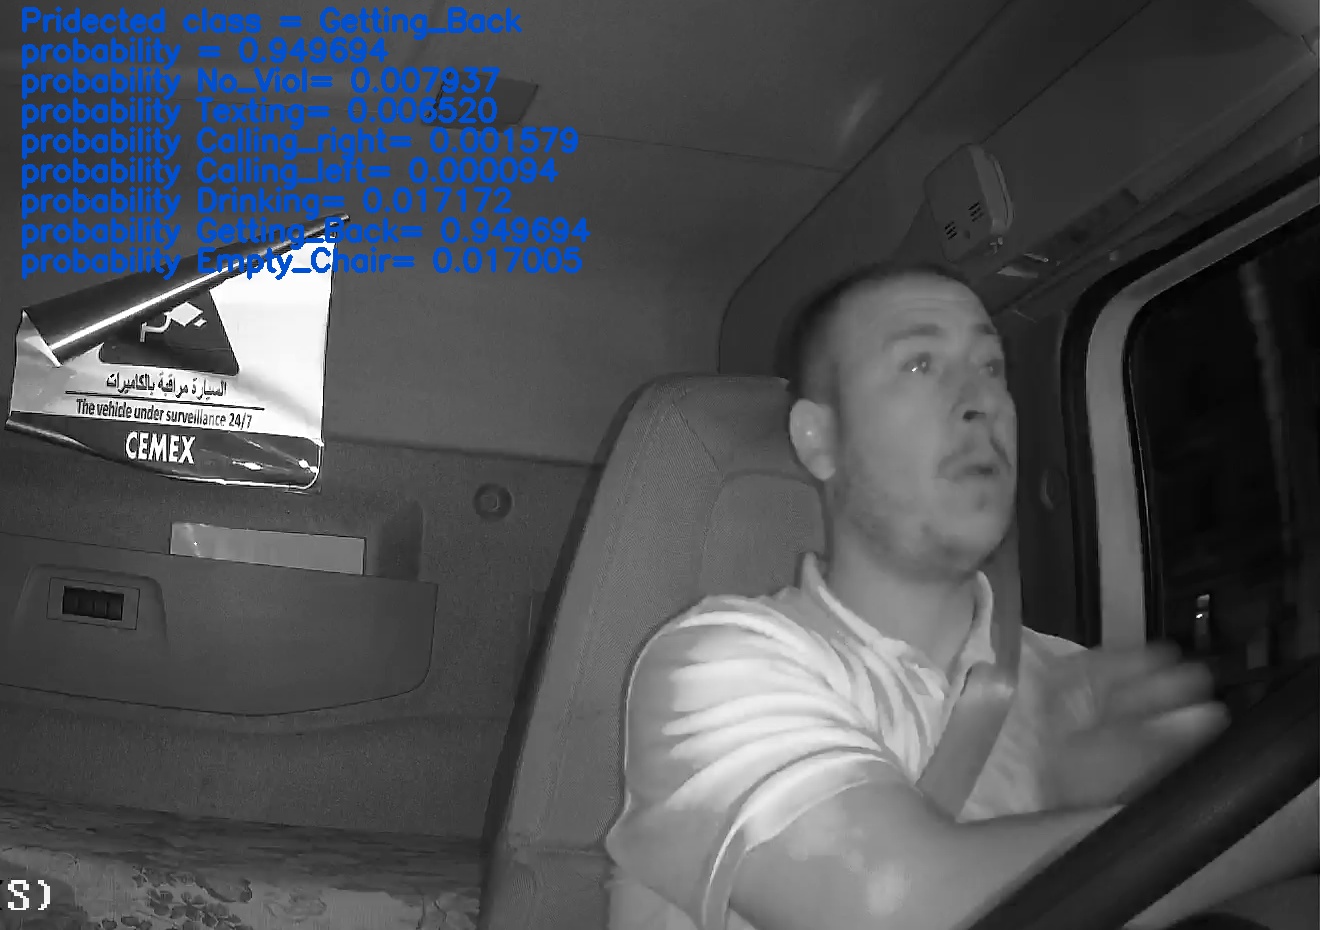 Pridected class = Getting_Back
probability = 0.949694
probability No_Viol= 0.007937
probability Texting= 0.006520
probability Calling_right= 0.001579
probability Calling_left= 0.000094
probability Drinking= 0.017172
probability Getting_Back= 0.949694
probability Empty_Chair= 0.017005
السيارة مراقبة بالكاميرات
The vehicle under surveillance 24/7
CEMEX
S)